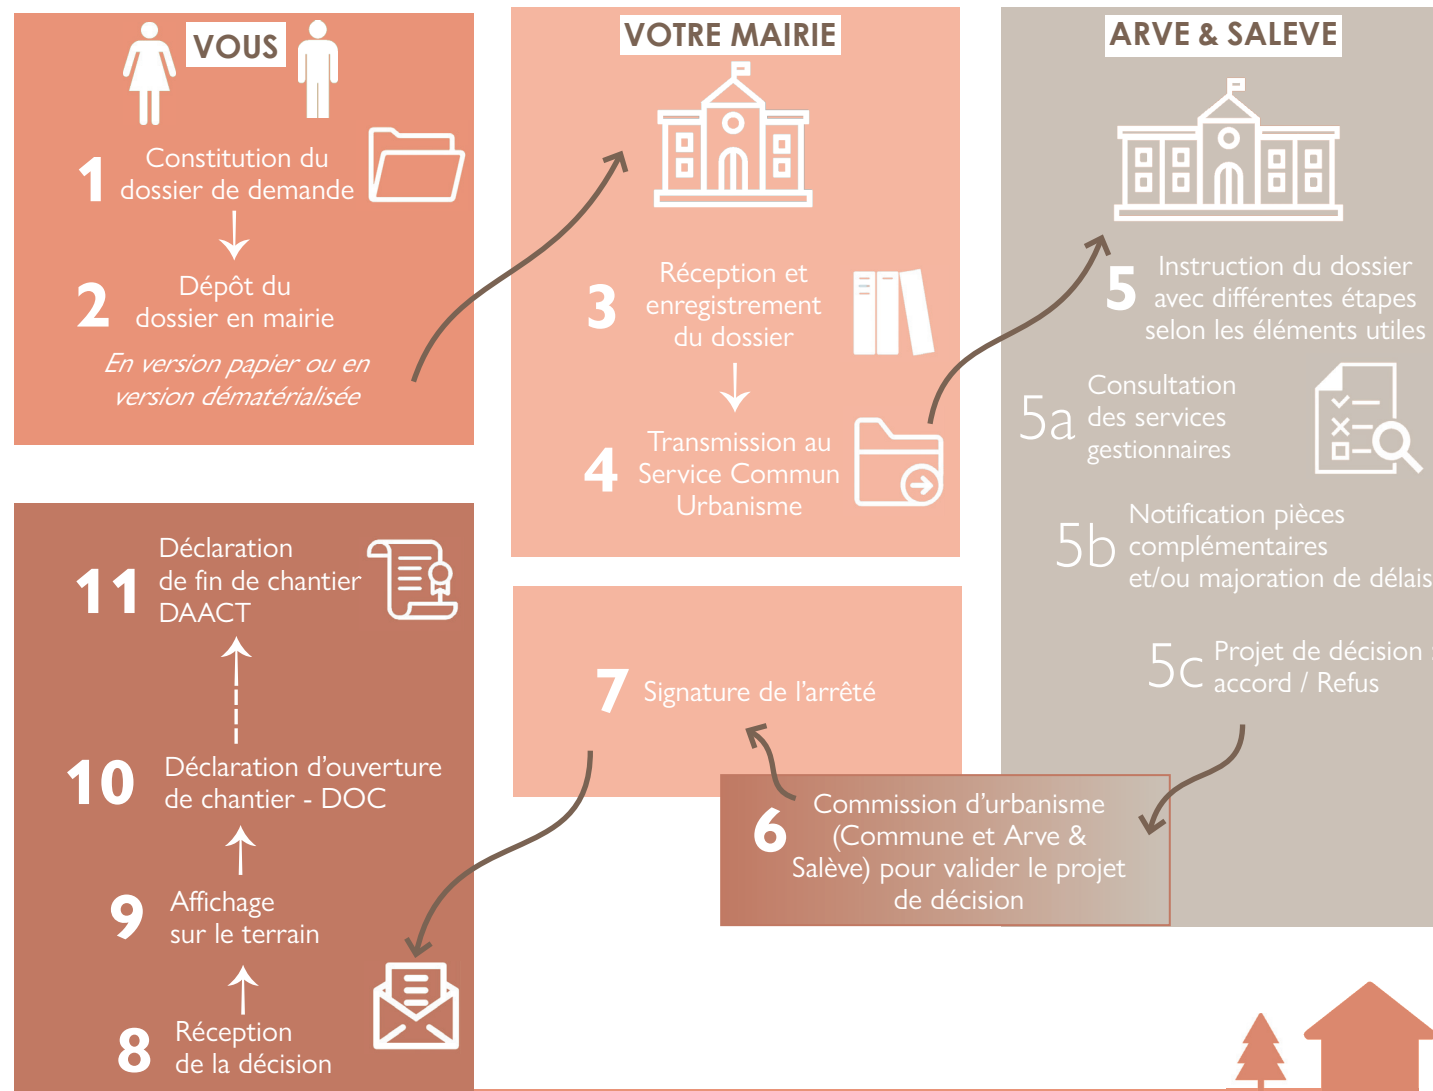 VOUS
1
Constitution du
dossier de demande
2
Dépôt du
dossier en mairie
En version papier ou en
version dématérialisée
VOTRE MAIRIE
3
Réception et
enregistrement
du dossier
4
Transmission au
Service Commun
Urbanisme
ARVE & SALEVE
5
Instruction du dossier
avec différentes étapes
selon les éléments utiles
5a
Consultation
des services
gestionnaires
5b
Notification pièces
complémentaires
et/ou majoration de délais
5c
Projet de décision :
accord / Refus
6
Commission d'urbanisme
(Commune et Arve &
Salève) pour valider le projet
de décision
7
Signature de l'arrêté
8
Réception
de la décision
9
Affichage
sur le terrain
10
Déclaration d'ouverture
de chantier - DOC
11
Déclaration
de fin de chantier
DAACT